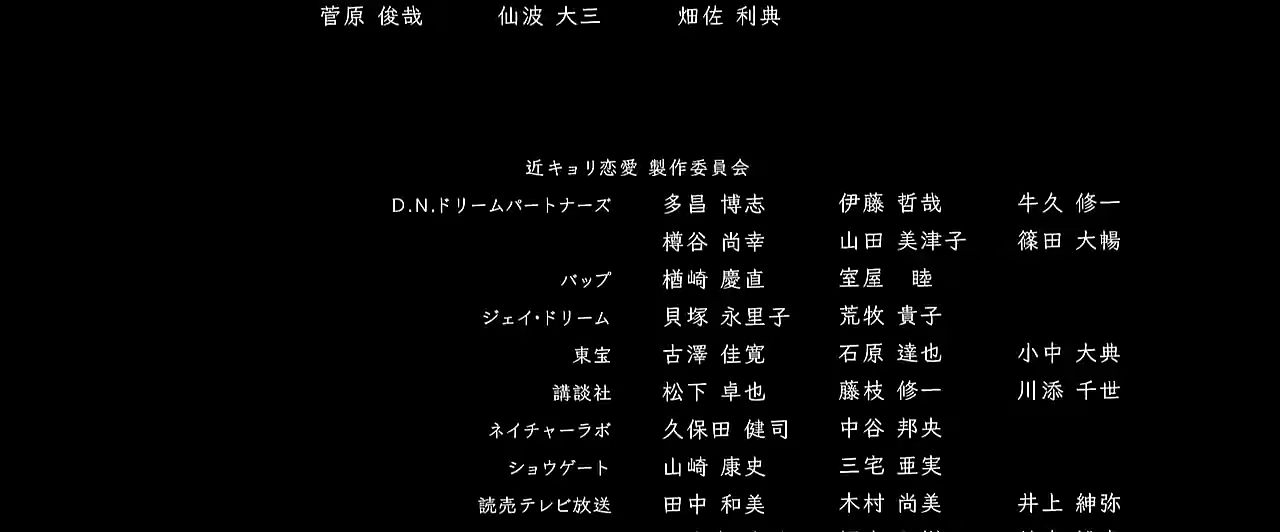 菅原 俊哉 仙波 大三 畑佐 利典
近キョリ恋愛 製作委員会
D.N.ドリームパートナーズ 多昌 博志 伊藤 哲哉 牛久 修一
樽谷 尚幸 山田 美津子 篠田 大暢
バップ 楢崎 慶直 室屋 睦
ジェイ・ドリーム 貝塚 永里子 荒牧 貴子
東宝 古澤 佳寛 石原 達也 小中 大典
講談社 松下 卓也 藤枝 修一 川添 千世
ネイチャーラボ 久保田 健司 中谷 邦央
ショウゲート 山崎 康史 三宅 亜実
読売テレビ放送 田中 和美 木村 尚美 井上 紳弥